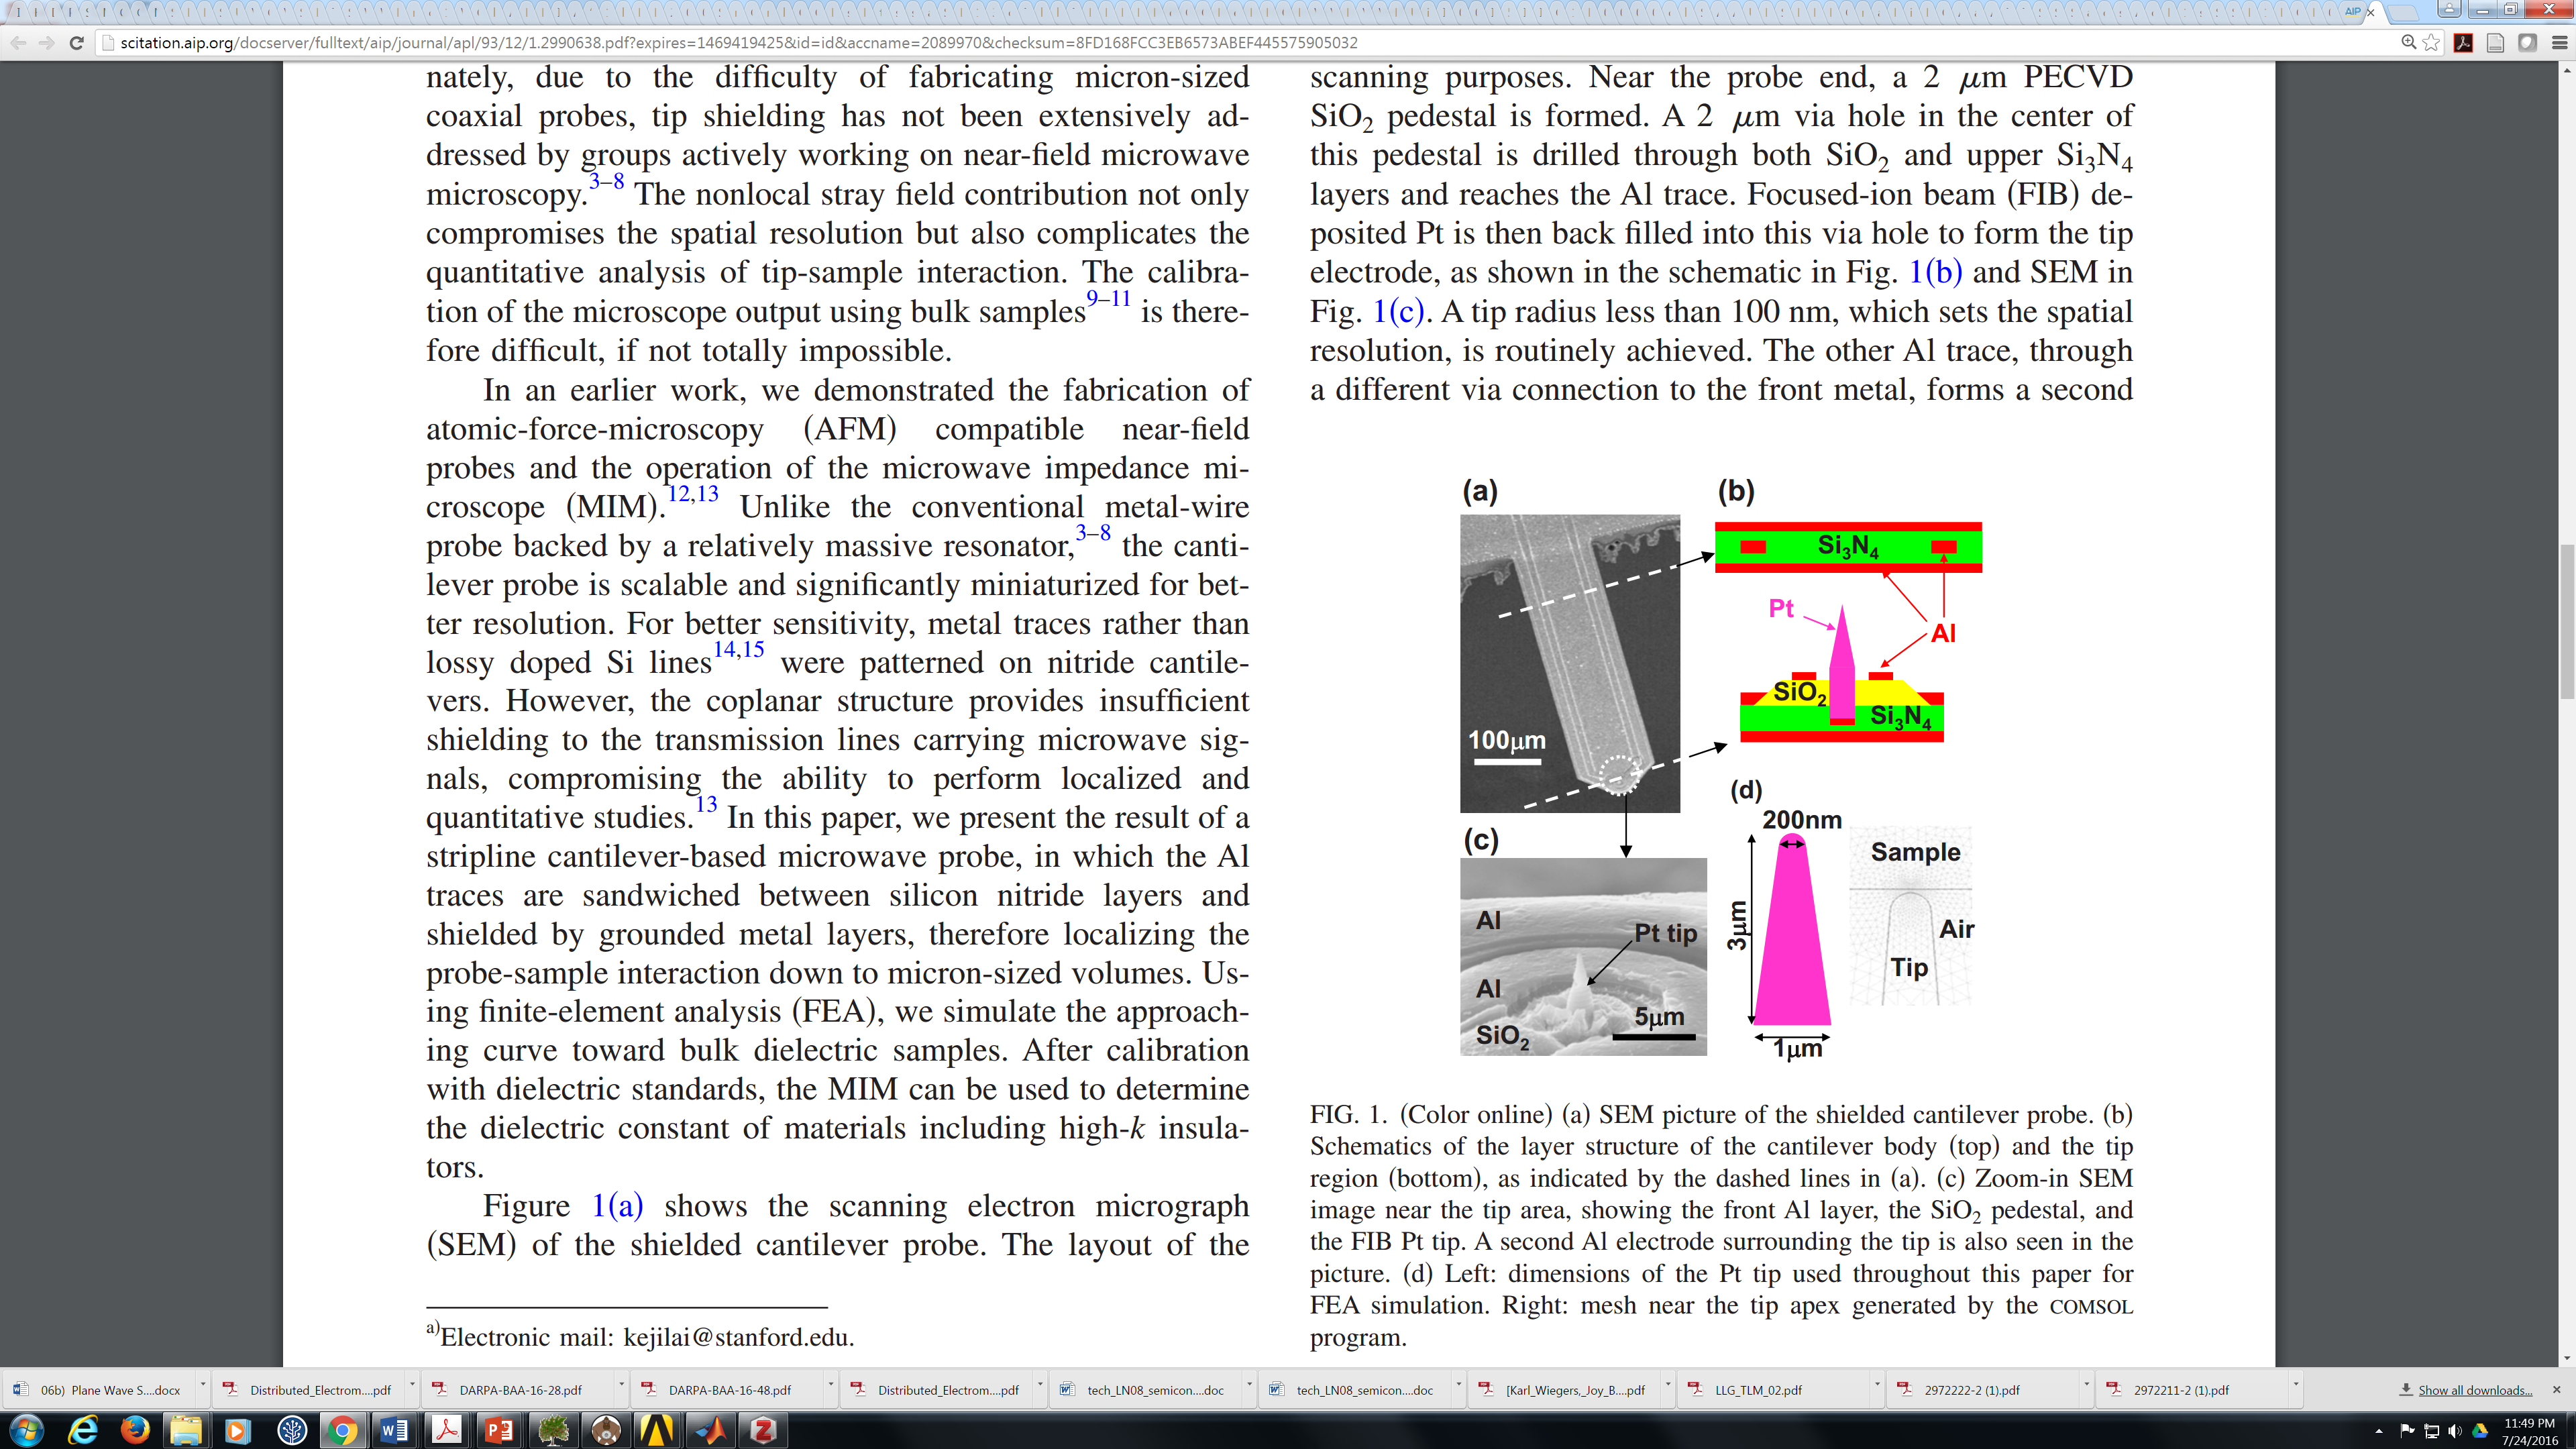 AIP
scitation.aip.org/docserver/fulltext/aip/journal/apl/93/12/1.2990638.pdf?expires=1469419425&id=id&accname=2089970&checksum=8FD168FCC3EB6573ABEF445575905032
nately, due to the difficulty of fabricating micron-sized
coaxial probes, tip shielding has not been extensively ad-
dressed by groups actively working on near-field microwave
microscopy.3–8 The nonlocal stray field contribution not only
compromises the spatial resolution but also complicates the
quantitative analysis of tip-sample interaction. The calibra-
tion of the microscope output using bulk samples9–11 is there-
fore difficult, if not totally impossible.
In an earlier work, we demonstrated the fabrication of
atomic-force-microscopy (AFM) compatible near-field
probes and the operation of the microwave impedance mi-
croscope (MIM).12,13 Unlike the conventional metal-wire
probe backed by a relatively massive resonator,3–8 the canti-
lever probe is scalable and significantly miniaturized for bet-
ter resolution. For better sensitivity, metal traces rather than
lossy doped Si lines14,15 were patterned on nitride cantile-
vers. However, the coplanar structure provides insufficient
shielding to the transmission lines carrying microwave sig-
nals, compromising the ability to perform localized and
quantitative studies.13 In this paper, we present the result of a
stripline cantilever-based microwave probe, in which the Al
traces are sandwiched between silicon nitride layers and
shielded by grounded metal layers, therefore localizing the
probe-sample interaction down to micron-sized volumes. Us-
ing finite-element analysis (FEA), we simulate the approach-
ing curve toward bulk dielectric samples. After calibration
with dielectric standards, the MIM can be used to determine
the dielectric constant of materials including high-k insula-
tors.
Figure 1(a) shows the scanning electron micrograph
(SEM) of the shielded cantilever probe. The layout of the
a)Electronic mail: kejilai@stanford.edu.
scanning purposes. Near the probe end, a 2 μm PECVD
SiO2 pedestal is formed. A 2 μm via hole in the center of
this pedestal is drilled through both SiO2 and upper Si3N4
layers and reaches the Al trace. Focused-ion beam (FIB) de-
posited Pt is then back filled into this via hole to form the tip
electrode, as shown in the schematic in Fig. 1(b) and SEM in
Fig. 1(c). A tip radius less than 100 nm, which sets the spatial
resolution, is routinely achieved. The other Al trace, through
a different via connection to the front metal, forms a second
(a)
100μm
(b)
Si3N4
Pt
Al
SiO2
Si3N4
(c)
Al
Pt tip
Al
5μm
SiO2
(d)
200nm
3μm
1μm
Sample
Air
Tip
FIG. 1. (Color online) (a) SEM picture of the shielded cantilever probe. (b)
Schematics of the layer structure of the cantilever body (top) and the tip
region (bottom), as indicated by the dashed lines in (a). (c) Zoom-in SEM
image near the tip area, showing the front Al layer, the SiO2 pedestal, and
the FIB Pt tip. A second Al electrode surrounding the tip is also seen in the
picture. (d) Left: dimensions of the Pt tip used throughout this paper for
FEA simulation. Right: mesh near the tip apex generated by the COMSOL
program.
06b) Plane Wave S....docx
Distributed_Electrom....pdf
DARPA-BAA-16-28.pdf
DARPA-BAA-16-48.pdf
Distributed_Electrom....pdf
tech_LN08_semicon....doc
tech_LN08_semicon....doc
[Karl_Wiegers,_Joy_B....pdf
LLG_TLM_02.pdf
2972222-2 (1).pdf
2972211-2 (1).pdf
Show all downloads...
11:49 PM
7/24/2016